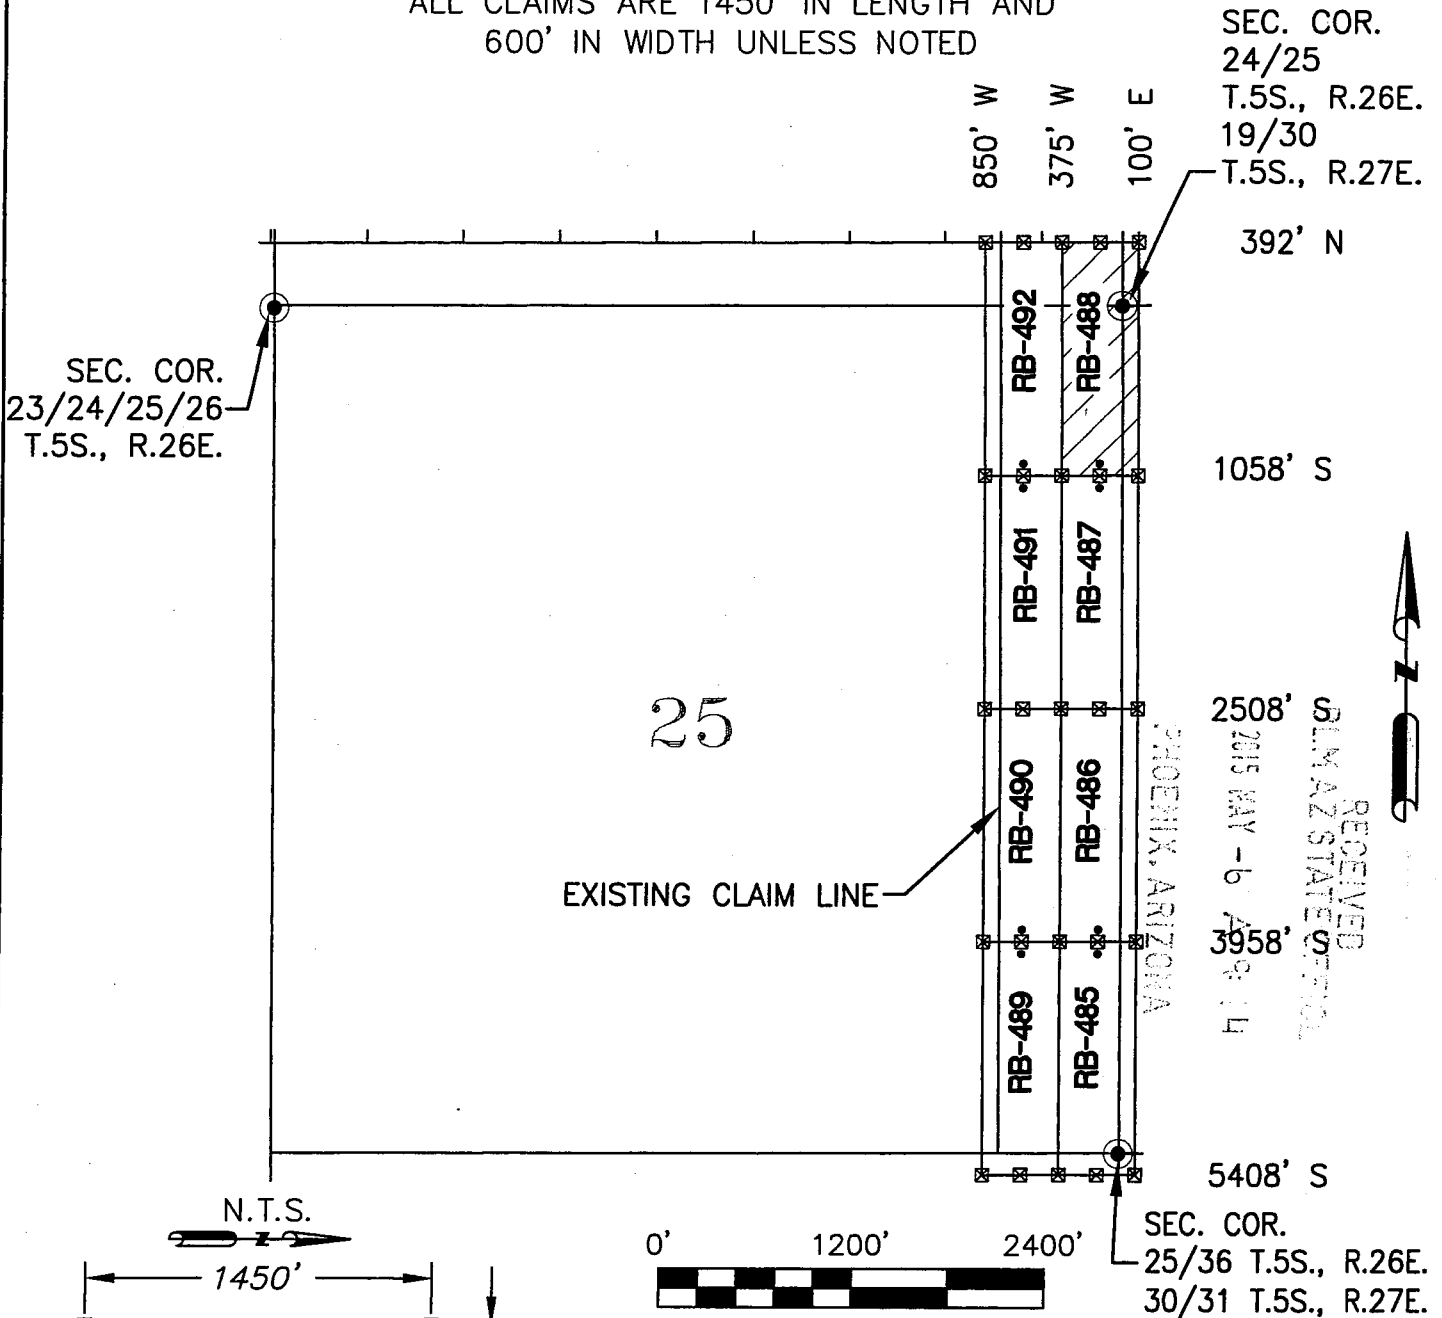 ALL CLAIMS ARE 1450' IN LENGTH AND
600' IN WIDTH UNLESS NOTED
SEC. COR.
24/25
T.5S., R.26E.
19/30
T.5S., R.27E.
850' W
375' W
100' E
392' N
SEC. COR.
23/24/25/26
T.5S., R.26E.
RB-492
RB-488
1058' S
RB-491
RB-487
25
2508' S
RB-490
RB-486
EXISTING CLAIM LINE
3958' S
RB-489
RB-485
5408' S
RECEIVED
BLM AZ STATE OFFICE
2015 MAY -6 A 9: 14
PHOENIX, ARIZONA
Z
N.T.S.
Z
1450'
0' 1200' 2400'
SEC. COR.
25/36 T.5S., R.26E.
30/31 T.5S., R.27E.